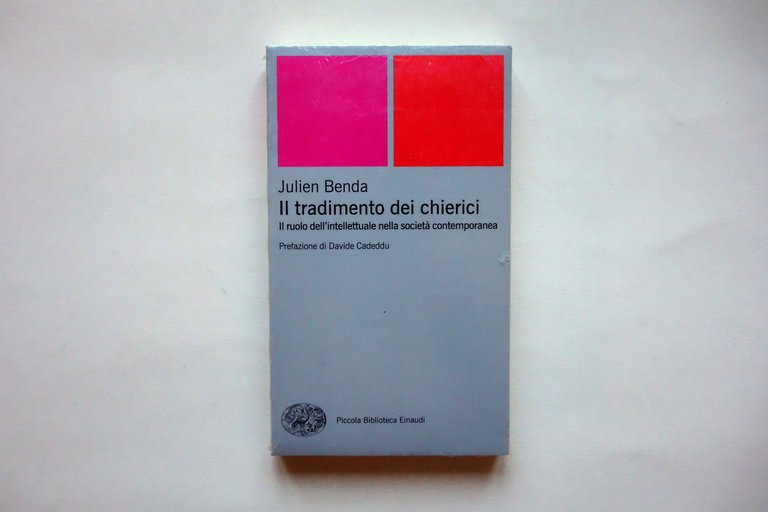 Julien Benda
Il tradimento dei chierici
Il ruolo dell'intellettuale nella società contemporanea
Prefazione di Davide Cadeddu
Piccola Biblioteca Einaudi